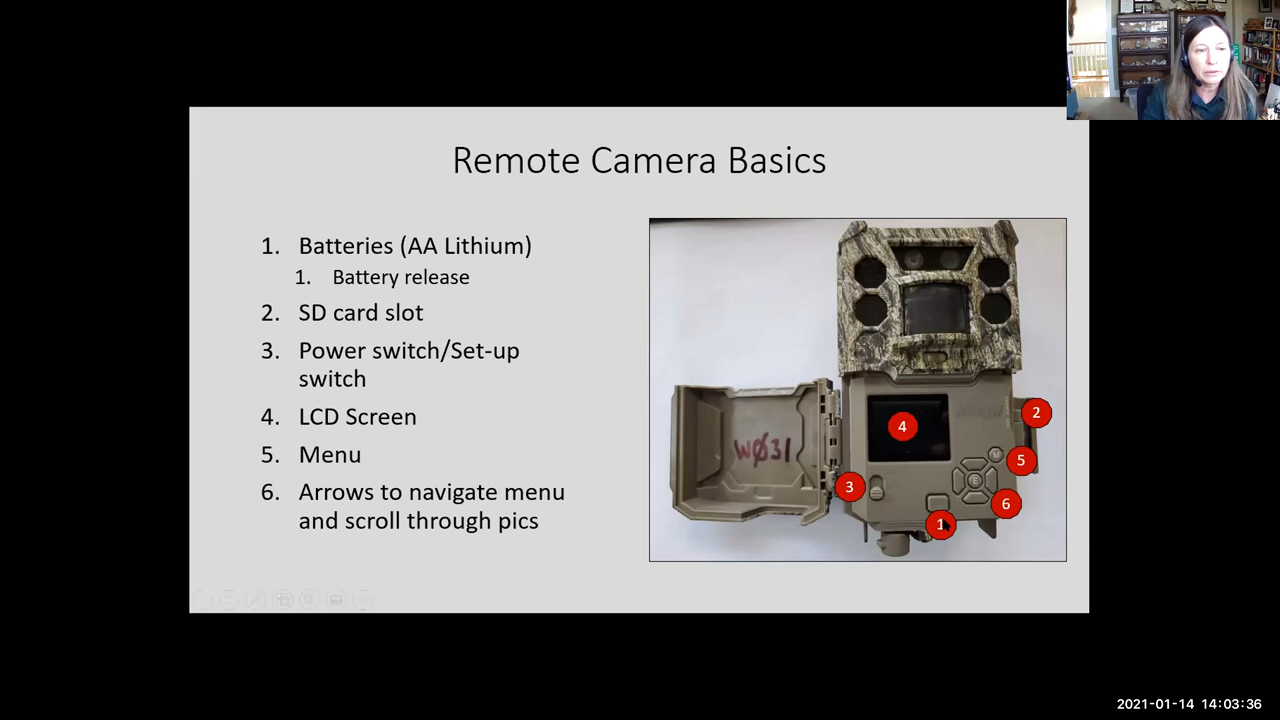 Remote Camera Basics
1. Batteries (AA Lithium)
1. Battery release
2. SD card slot
3. Power switch/Set-up
switch
4. LCD Screen
5. Menu
6. Arrows to navigate menu
and scroll through pics
WØ31
4
2
M
5
E
3
6
1
2021-01-14 14:03:36